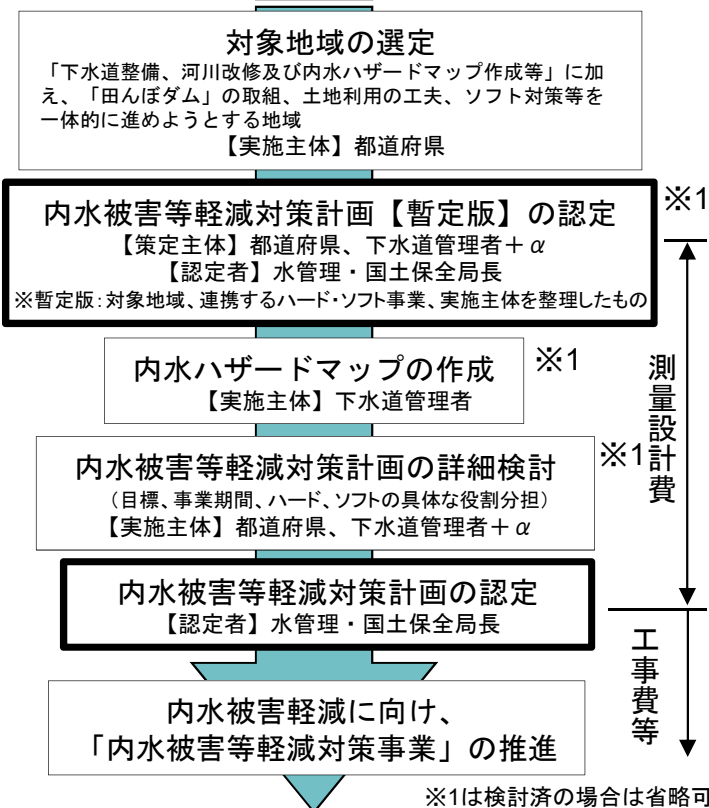 対象地域の選定
「下水道整備、河川改修及び内水ハザードマップ作成等」に加
え、「田んぼダム」の取組、土地利用の工夫、ソフト対策等を
一体的に進めようとする地域
【実施主体】都道府県
内水被害等軽減対策計画【暫定版】の認定
※1
【策定主体】都道府県、下水道管理者＋α
【認定者】水管理・国土保全局長
※暫定版：対象地域、連携するハード・ソフト事業、実施主体を整理したもの
内水ハザードマップの作成
※1
【実施主体】下水道管理者
内水被害等軽減対策計画の詳細検討
※1
（目標、事業期間、ハード、ソフトの具体な役割分担）
【実施主体】都道府県、下水道管理者＋α
測量設計費
内水被害等軽減対策計画の認定
【認定者】水管理・国土保全局長
内水被害軽減に向け、
「内水被害等軽減対策事業」の推進
工事費等
※1は検討済の場合は省略可